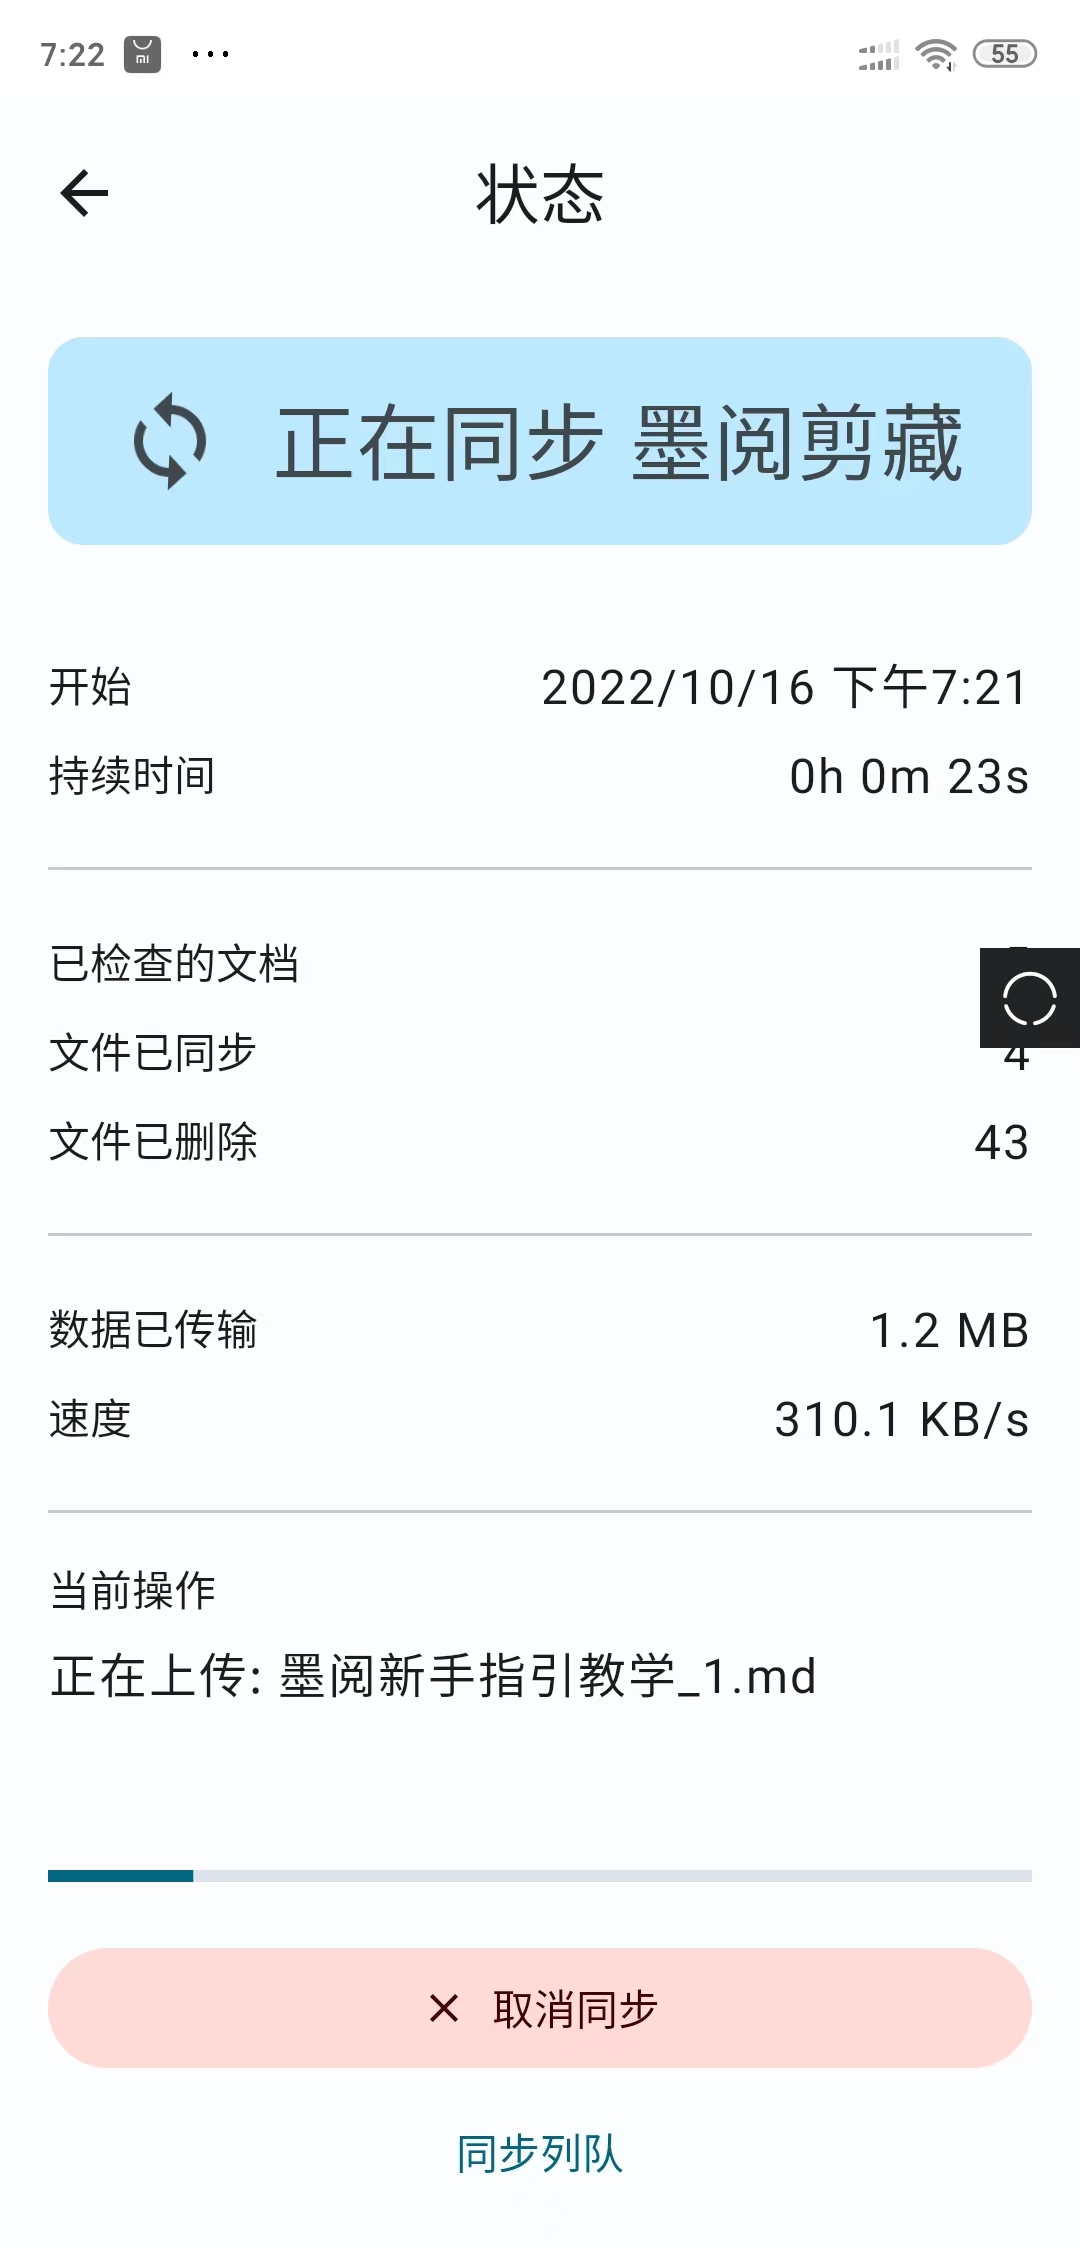 7:22
55
状态
正在同步 墨阅剪藏
开始 2022/10/16 下午7:21
持续时间 0h 0m 23s
已检查的文档
文件已同步 4
文件已删除 43
数据已传输 1.2 MB
速度 310.1 KB/s
当前操作
正在上传: 墨阅新手指引教学_1.md
取消同步
同步列队